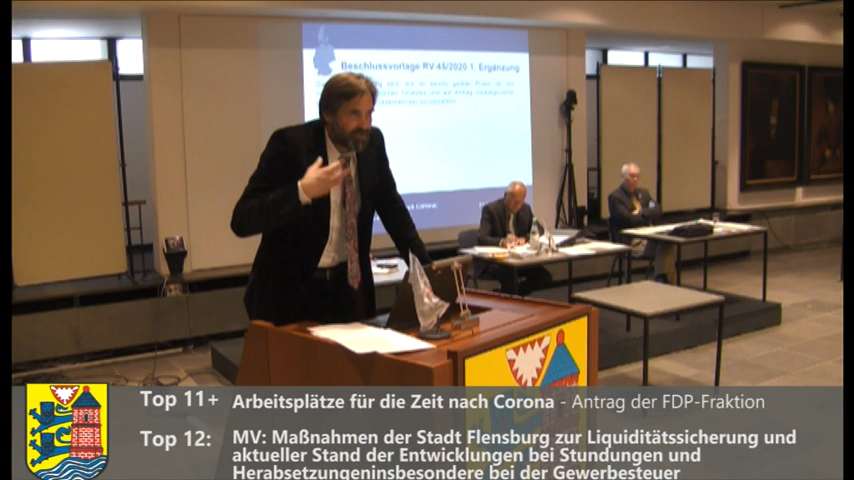 Beschlussvorlage RV 45/2020 1. Ergänzung
Top 11+ Arbeitsplätze für die Zeit nach Corona - Antrag der FDP-Fraktion
Top 12: MV: Maßnahmen der Stadt Flensburg zur Liquiditätssicherung und
aktueller Stand der Entwicklungen bei Stundungen und
Herabsetzungeninsbesondere bei der Gewerbesteuer